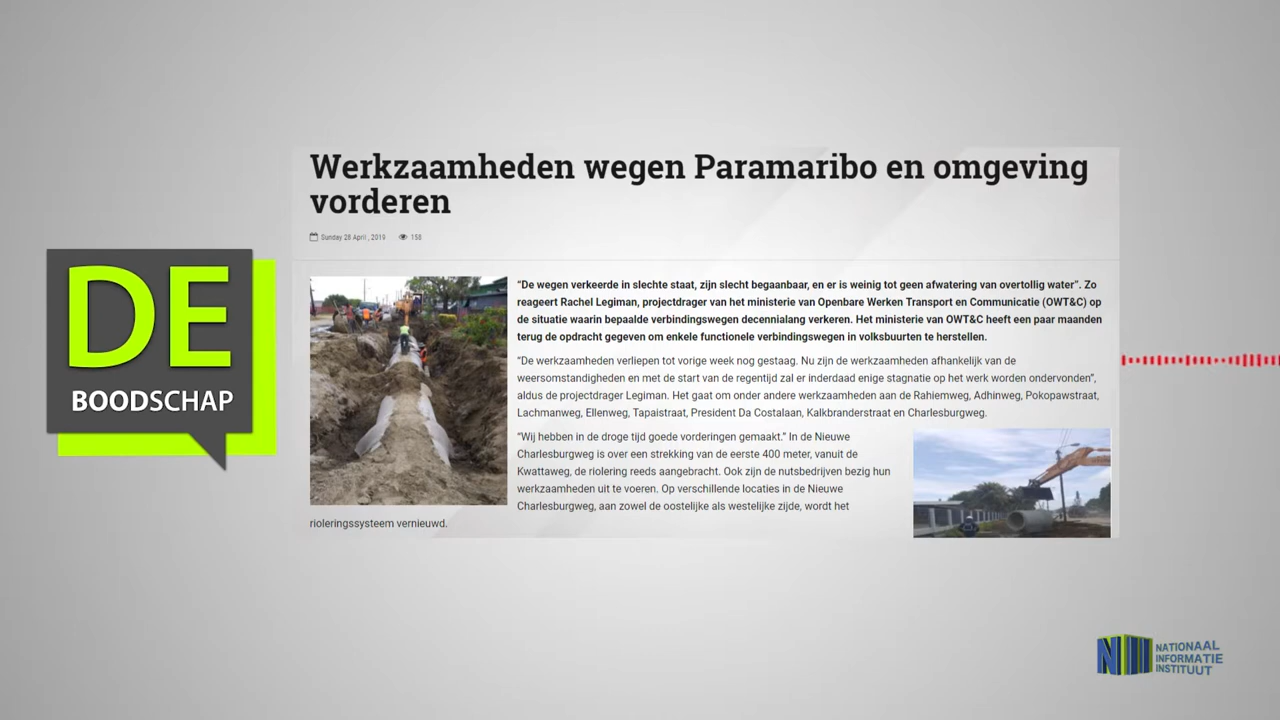 Werkzaamheden wegen Paramaribo en omgeving
vorderen
Sunday 28 April , 2019 158
DE
BOODSCHAP
"De wegen verkeerde in slechte staat, zijn slecht begaanbaar, en er is weinig tot geen afwatering van overtollig water". Zo
reageert Rachel Legiman, projectdrager van het ministerie van Openbare Werken Transport en Communicatie (OWT&C) op
de situatie waarin bepaalde verbindingswegen decennialang verkeren. Het ministerie van OWT&C heeft een paar maanden
terug de opdracht gegeven om enkele functionele verbindingswegen in volksbuurten te herstellen.
"De werkzaamheden verliepen tot vorige week nog gestaag. Nu zijn de werkzaamheden afhankelijk van de
weersomstandigheden en met de start van de regentijd zal er inderdaad enige stagnatie op het werk worden ondervonden",
aldus de projectdrager Legiman. Het gaat om onder andere werkzaamheden aan de Rahiemweg, Adhinweg, Pokopawstraat,
Lachmanweg, Ellenweg, Tapaistraat, President Da Costalaan, Kalkbranderstraat en Charlesburgweg.
"Wij hebben in de droge tijd goede vorderingen gemaakt." In de Nieuwe
Charlesburgweg is over een strekking van de eerste 400 meter, vanuit de
Kwattaweg, de riolering reeds aangebracht. Ook zijn de nutsbedrijven bezig hun
werkzaamheden uit te voeren. Op verschillende locaties in de Nieuwe
Charlesburgweg, aan zowel de oostelijke als westelijke zijde, wordt het
rioleringssysteem vernieuwd.
NII NATIONAAL
INFORMATIE
INSTITUUT